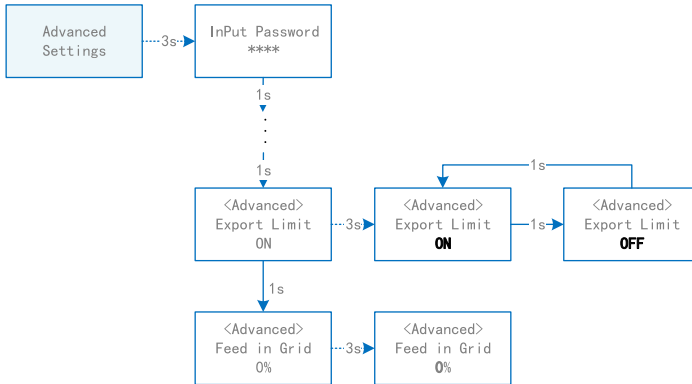 Advanced
Settings
3s
InPut Password
****
1s
1s
1s
<Advanced>
Export Limit
ON
3s
<Advanced>
Export Limit
ON
1s
<Advanced>
Export Limit
OFF
1s
<Advanced>
Feed in Grid
0%
3s
<Advanced>
Feed in Grid
0%